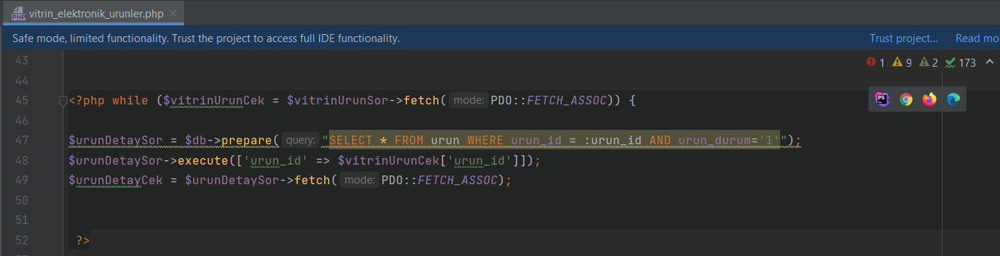 vitrin_elektronik_urunler.php
Safe mode, limited functionality. Trust the project to access full IDE functionality. Trust project... Read mo
1 9 2 173
43
44
45 <?php while ($vitrinUrunCek = $vitrinUrunSor->fetch( mode: PDO::FETCH_ASSOC)) {
46
47 $urunDetaySor = $db->prepare( query: "SELECT * FROM urun WHERE urun_id = :urun_id AND urun_durum='1'");
48 $urunDetaySor->execute(['urun_id' => $vitrinUrunCek['urun_id']]);
49 $urunDetayCek = $urunDetaySor->fetch( mode: PDO::FETCH_ASSOC);
50
51
52 ?>